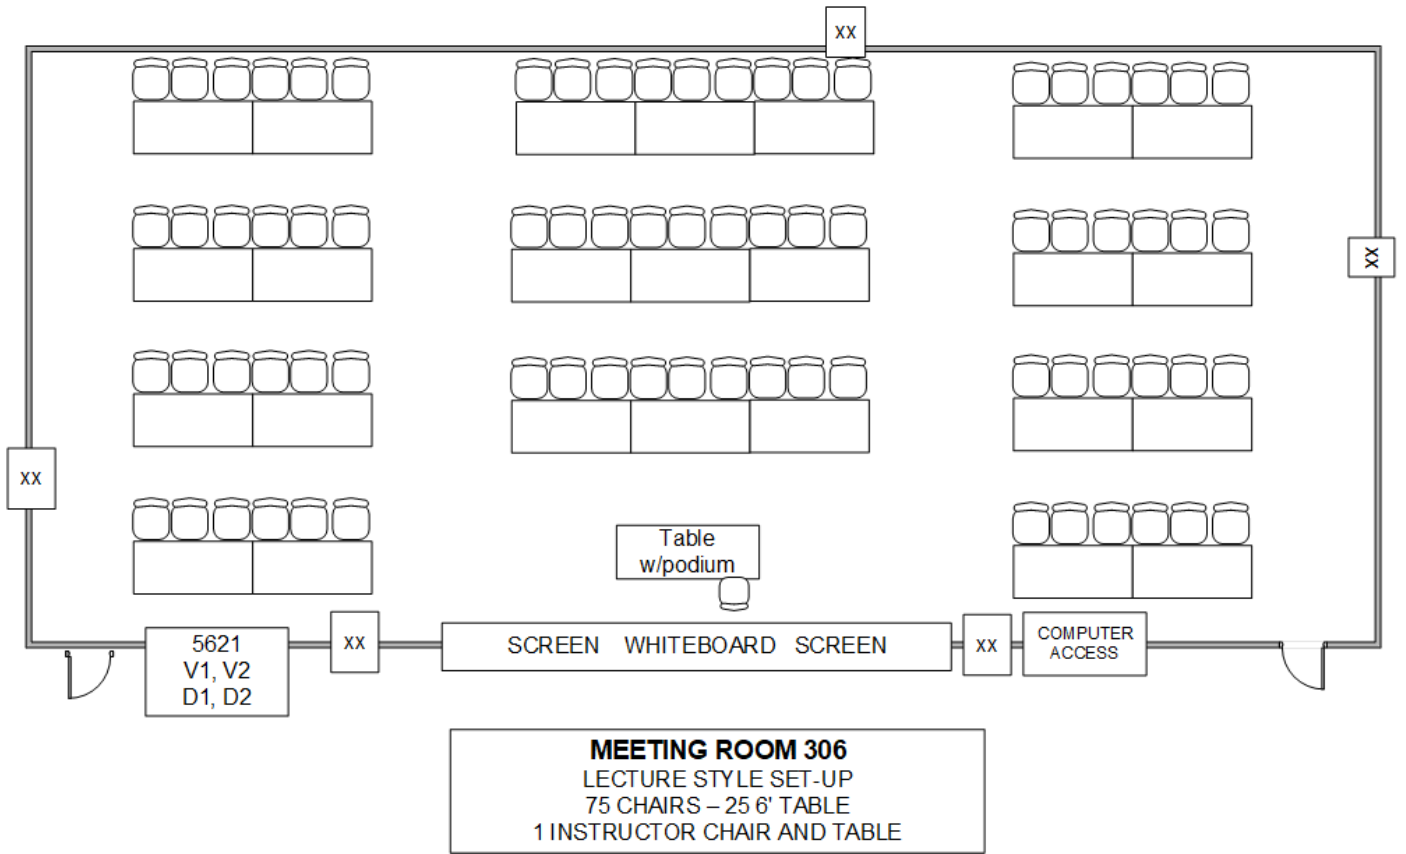 XX
XX
XX
Table
w/podium
5621
V1, V2
D1, D2
XX
SCREEN WHITEBOARD SCREEN
XX
COMPUTER
ACCESS
MEETING ROOM 306
LECTURE STYLE SET-UP
75 CHAIRS – 25 6' TABLE
1 INSTRUCTOR CHAIR AND TABLE